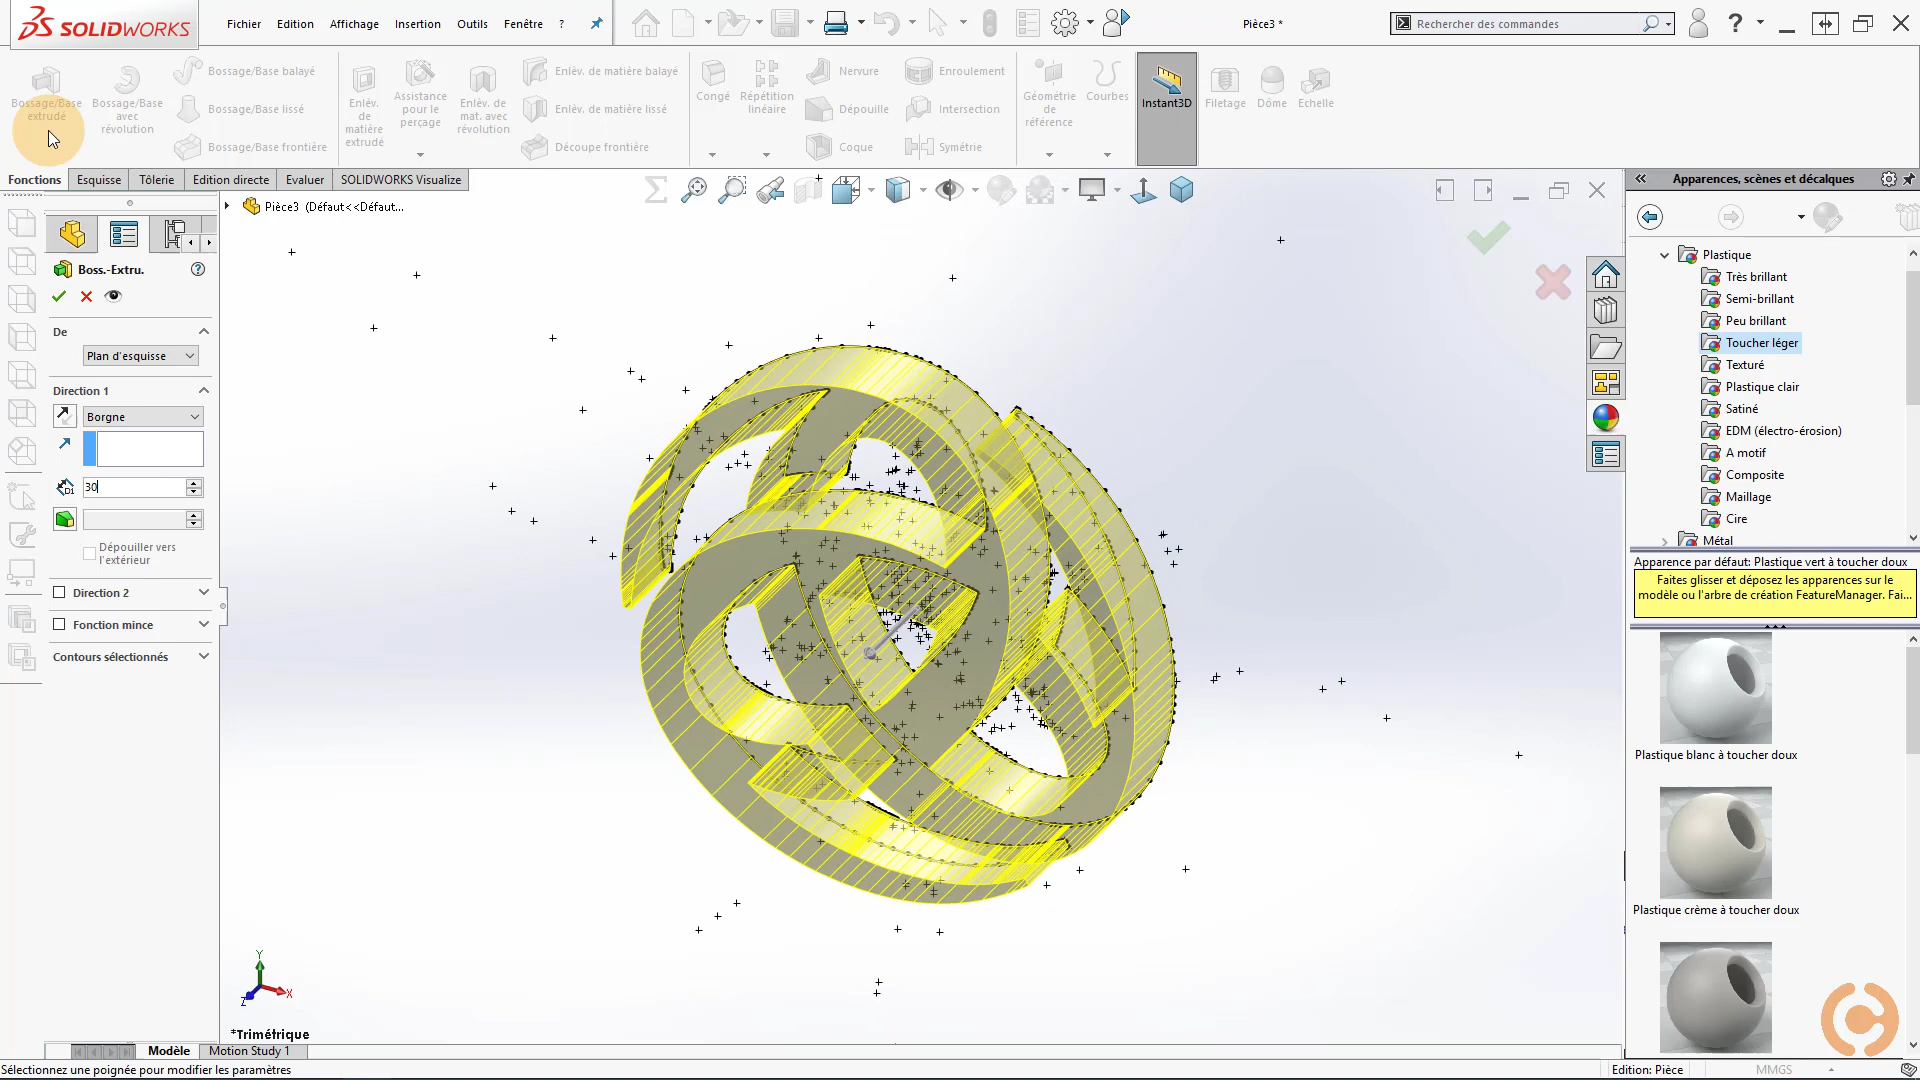 SOLIDWORKS
Fichier Edition Affichage Insertion Outils Fenêtre ?
Pièce3 *
Rechercher des commandes
?
Bossage/Base extrudé
Bossage/Base avec révolution
Bossage/Base balayé
Bossage/Base lissé
Bossage/Base frontière
Enlèv. de matière extrudé
Assistance pour le perçage
Enlèv. de mat. avec révolution
Enlèv. de matière balayé
Enlèv. de matière lissé
Découpe frontière
Congé
Répétition linéaire
Nervure
Dépouille
Coque
Enroulement
Intersection
Symétrie
Géométrie de référence
Courbes
Instant3D
Filetage
Dôme
Echelle
Fonctions Esquisse Tôlerie Edition directe Evaluer SOLIDWORKS Visualize
Pièce3 (Défaut<<Défaut...
Boss.-Extru.
De
Plan d'esquisse
Direction 1
Borgne
D1
30
Dépouiller vers
l'extérieur
Direction 2
Fonction mince
Contours sélectionnés
Y
X
Z
*Trimétrique
Modèle Motion Study 1
Sélectionnez une poignée pour modifier les paramètres
Edition: Pièce
MMGS
Apparences, scènes et décalques
Plastique
Très brillant
Semi-brillant
Peu brillant
Toucher léger
Texturé
Plastique clair
Satiné
EDM (électro-érosion)
A motif
Composite
Maillage
Cire
Métal
Apparence par défaut: Plastique vert à toucher doux
Faites glisser et déposez les apparences sur le
modèle ou l'arbre de création FeatureManager. Fai...
Plastique blanc à toucher doux
Plastique crème à toucher doux